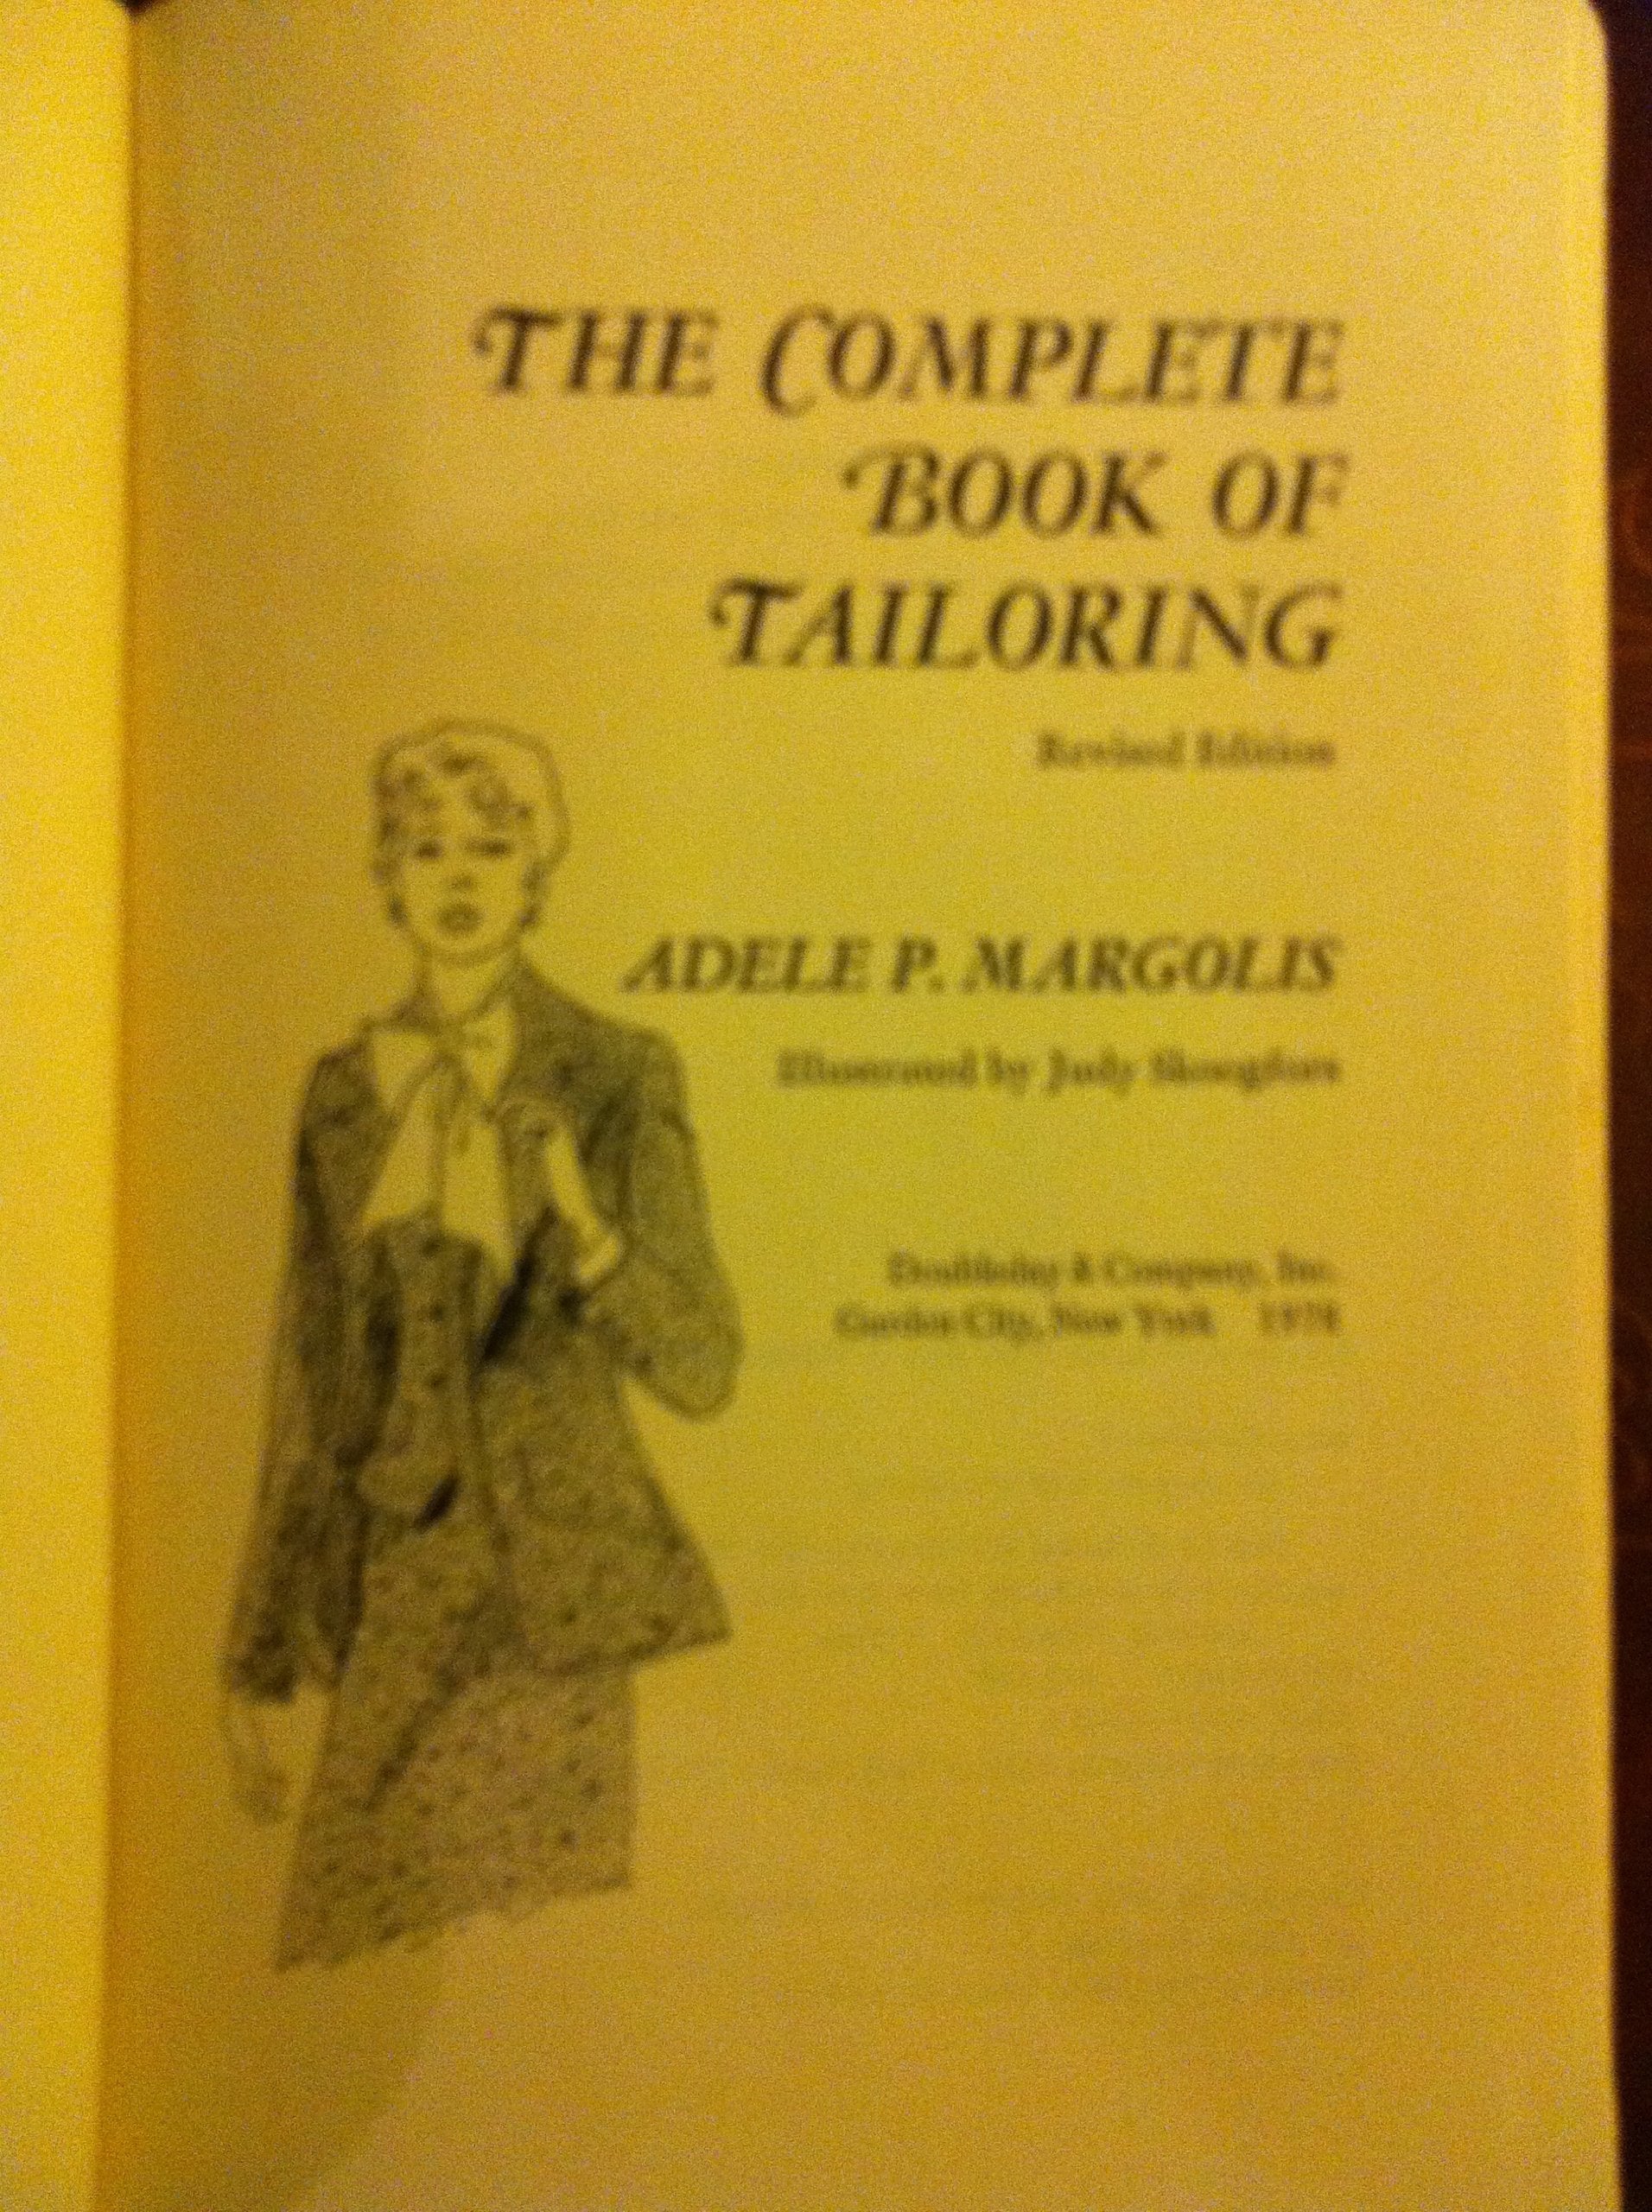 THE COMPLETE
BOOK OF
TAILORING
Revised Edition
ADELE P. MARGOLIS
Illustrated by Judy Skoogfors
Doubleday & Company, Inc.
Garden City, New York 1978